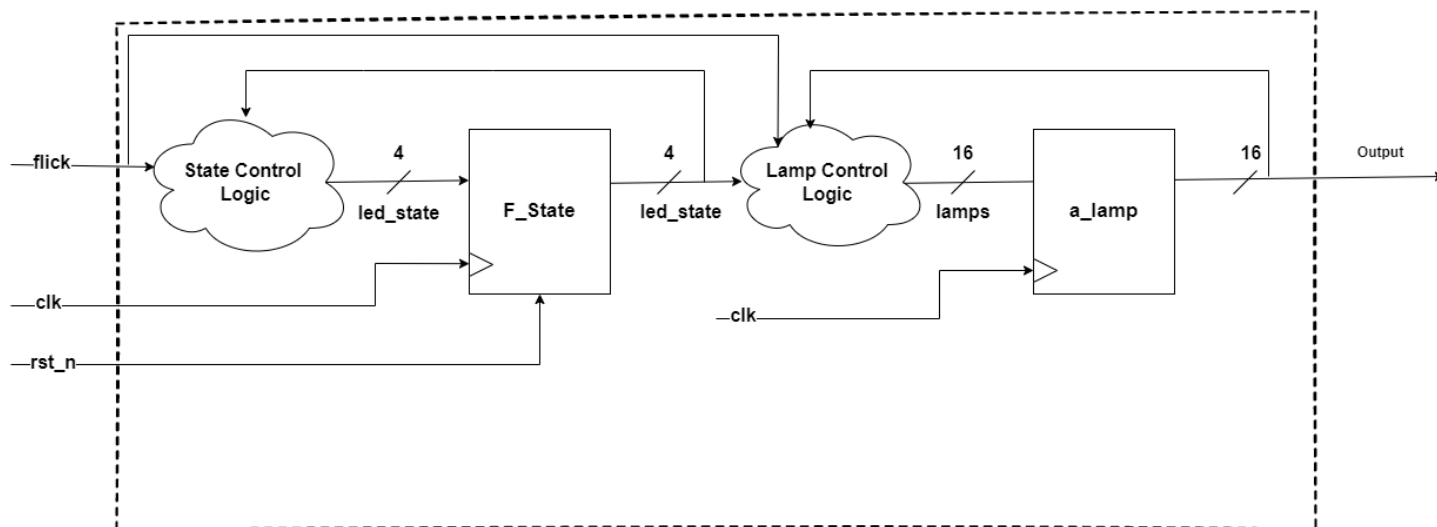 flick
State Control
Logic
4
led_state
F_State
4
led_state
Lamp Control
Logic
16
lamps
a_lamp
16
Output
clk
clk
rst_n